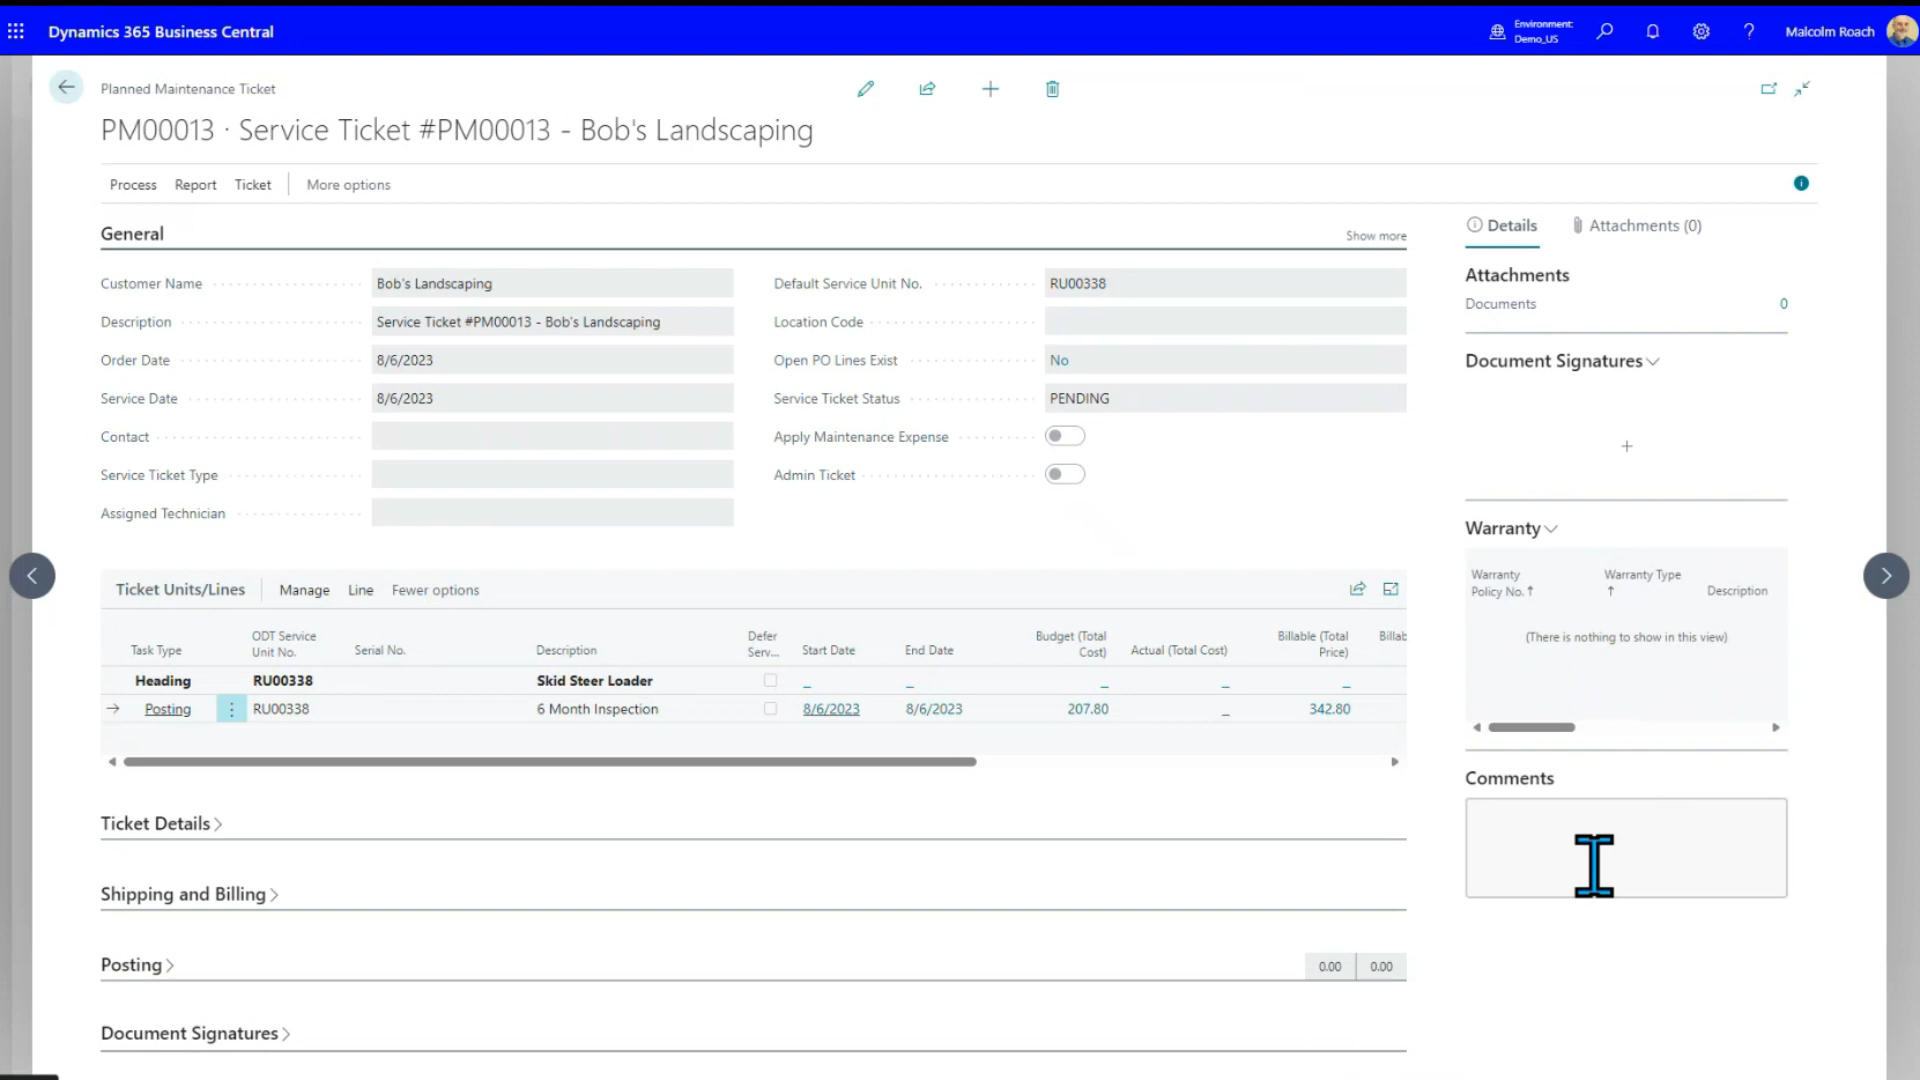 Dynamics 365 Business Central
Environment:
Demo_US
?
Malcolm Roach
Planned Maintenance Ticket
PM00013 · Service Ticket #PM00013 - Bob's Landscaping
Process Report Ticket More options
General
Show more
Customer Name Bob's Landscaping
Description Service Ticket #PM00013 - Bob's Landscaping
Order Date 8/6/2023
Service Date 8/6/2023
Contact
Service Ticket Type
Assigned Technician
Default Service Unit No. RU00338
Location Code
Open PO Lines Exist No
Service Ticket Status PENDING
Apply Maintenance Expense
Admin Ticket
Ticket Units/Lines Manage Line Fewer options
Task Type ODT Service Unit No. Serial No. Description Defer Serv... Start Date End Date Budget (Total Cost) Actual (Total Cost) Billable (Total Price) Billab
Heading RU00338 Skid Steer Loader _ _ _ _ _
Posting RU00338 6 Month Inspection 8/6/2023 8/6/2023 207.80 _ 342.80
Ticket Details
Shipping and Billing
Posting 0.00 0.00
Document Signatures
Details Attachments (0)
Attachments
Documents 0
Document Signatures
Warranty
Warranty Policy No. ↑ Warranty Type ↑ Description
(There is nothing to show in this view)
Comments